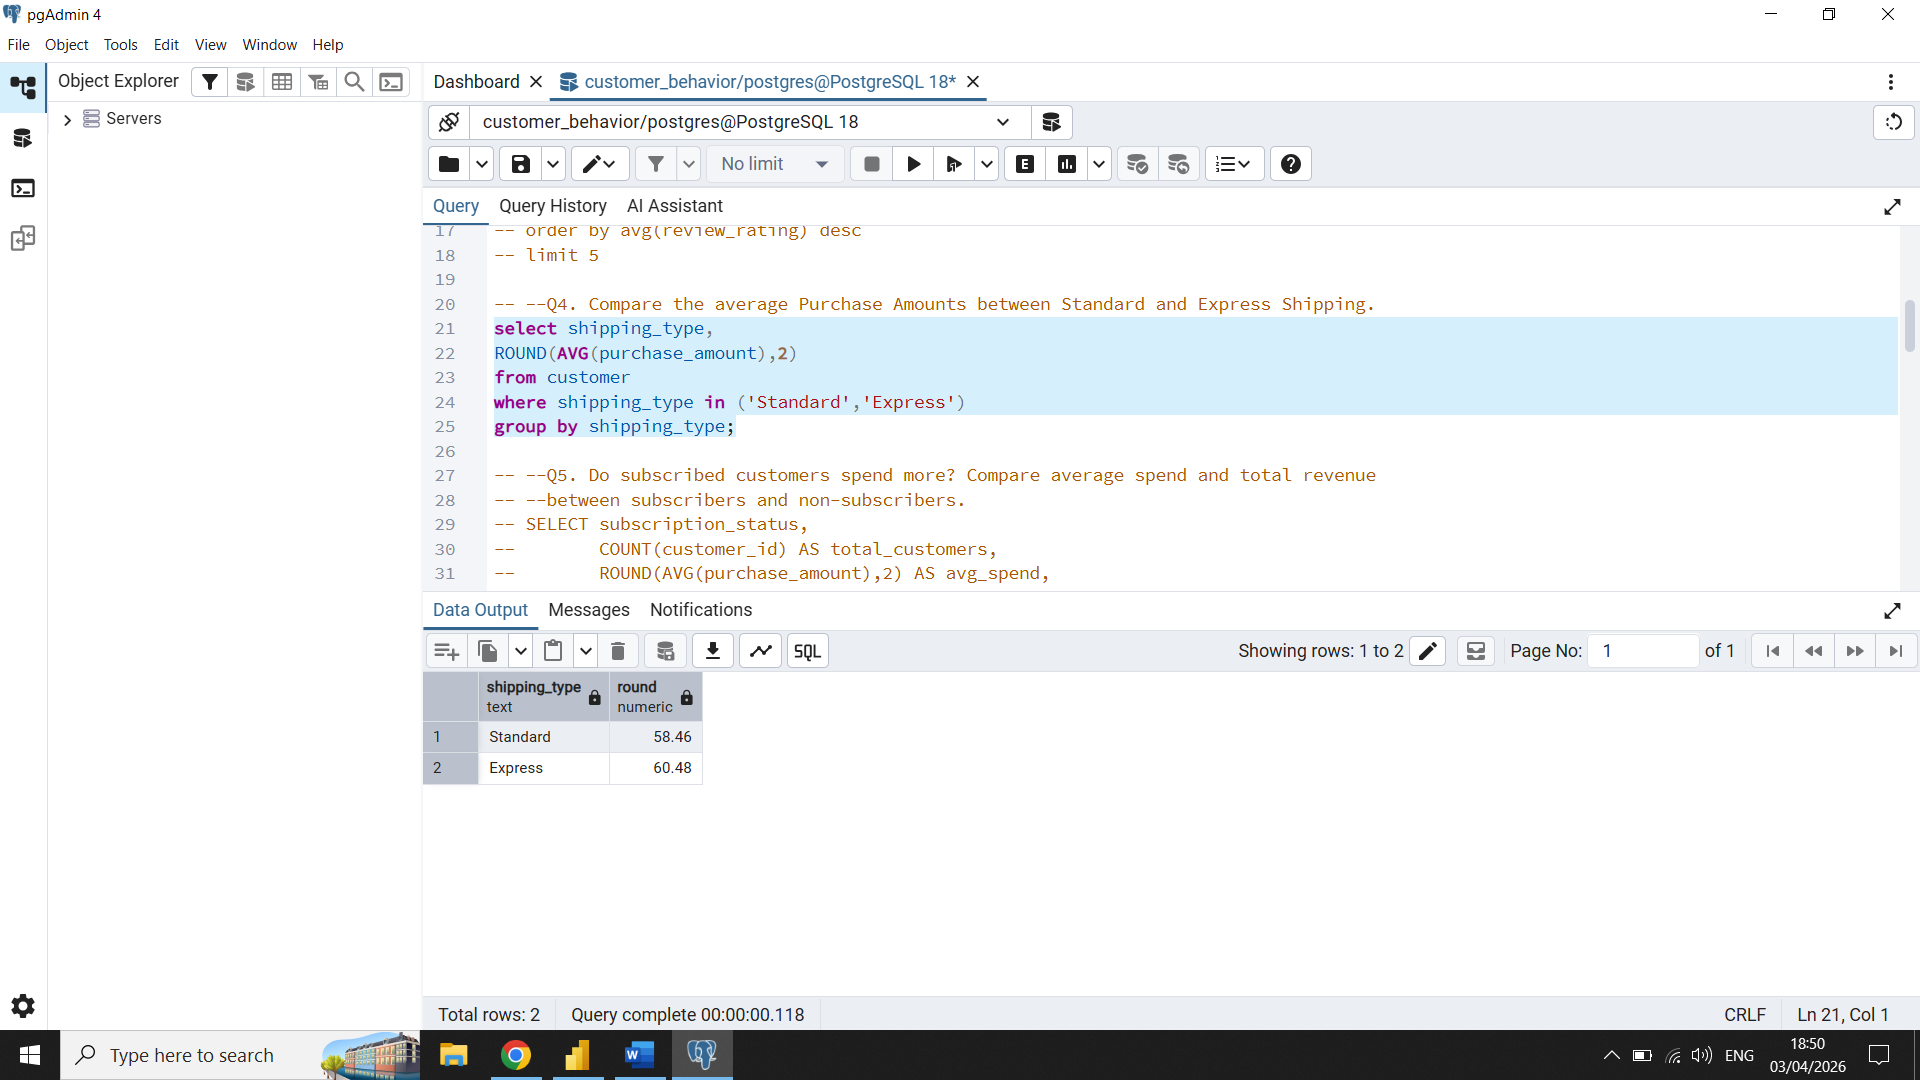 pgAdmin 4
File Object Tools Edit View Window Help
Object Explorer
Servers
Dashboard
customer_behavior/postgres@PostgreSQL 18*
customer_behavior/postgres@PostgreSQL 18
No limit
E
Query Query History AI Assistant
17 -- order by avg(review_rating) desc
18 -- limit 5
19
20 -- --Q4. Compare the average Purchase Amounts between Standard and Express Shipping.
21 select shipping_type,
22 ROUND(AVG(purchase_amount),2)
23 from customer
24 where shipping_type in ('Standard','Express')
25 group by shipping_type;
26
27 -- --Q5. Do subscribed customers spend more? Compare average spend and total revenue
28 -- --between subscribers and non-subscribers.
29 -- SELECT subscription_status,
30 --        COUNT(customer_id) AS total_customers,
31 --        ROUND(AVG(purchase_amount),2) AS avg_spend,
Data Output Messages Notifications
SQL
Showing rows: 1 to 2
Page No: 1 of 1
shipping_type round
text numeric
1 Standard 58.46
2 Express 60.48
Total rows: 2 Query complete 00:00:00.118 CRLF Ln 21, Col 1
Type here to search
ENG
18:50
03/04/2026